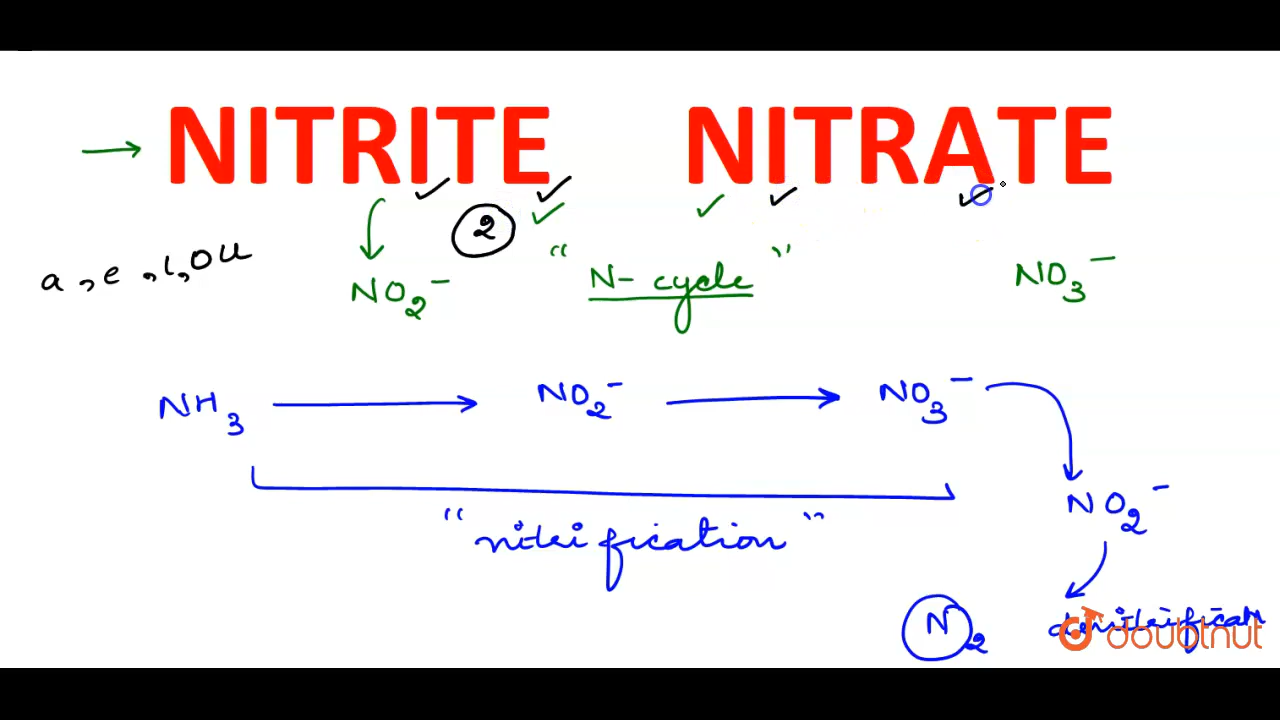 → NITRITE NITRATE
a, e, i, O U
2
NO₂⁻ "N-cycle" NO₃⁻
NH₃ → NO₂⁻ → NO₃⁻
NO₂⁻
"nitrification"
N₂
doubtnut